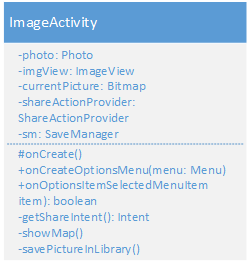 ImageActivity
-photo: Photo
-imgView: ImageView
-currentPicture: Bitmap
-shareActionProvider:
ShareActionProvider
-sm: SaveManager
#onCreate()
+onCreateOptionsMenu(menu: Menu)
+onOptionsItemSelectedMenuItem
item): boolean
-getShareIntent(): Intent
-showMap()
-savePictureInLibrary()